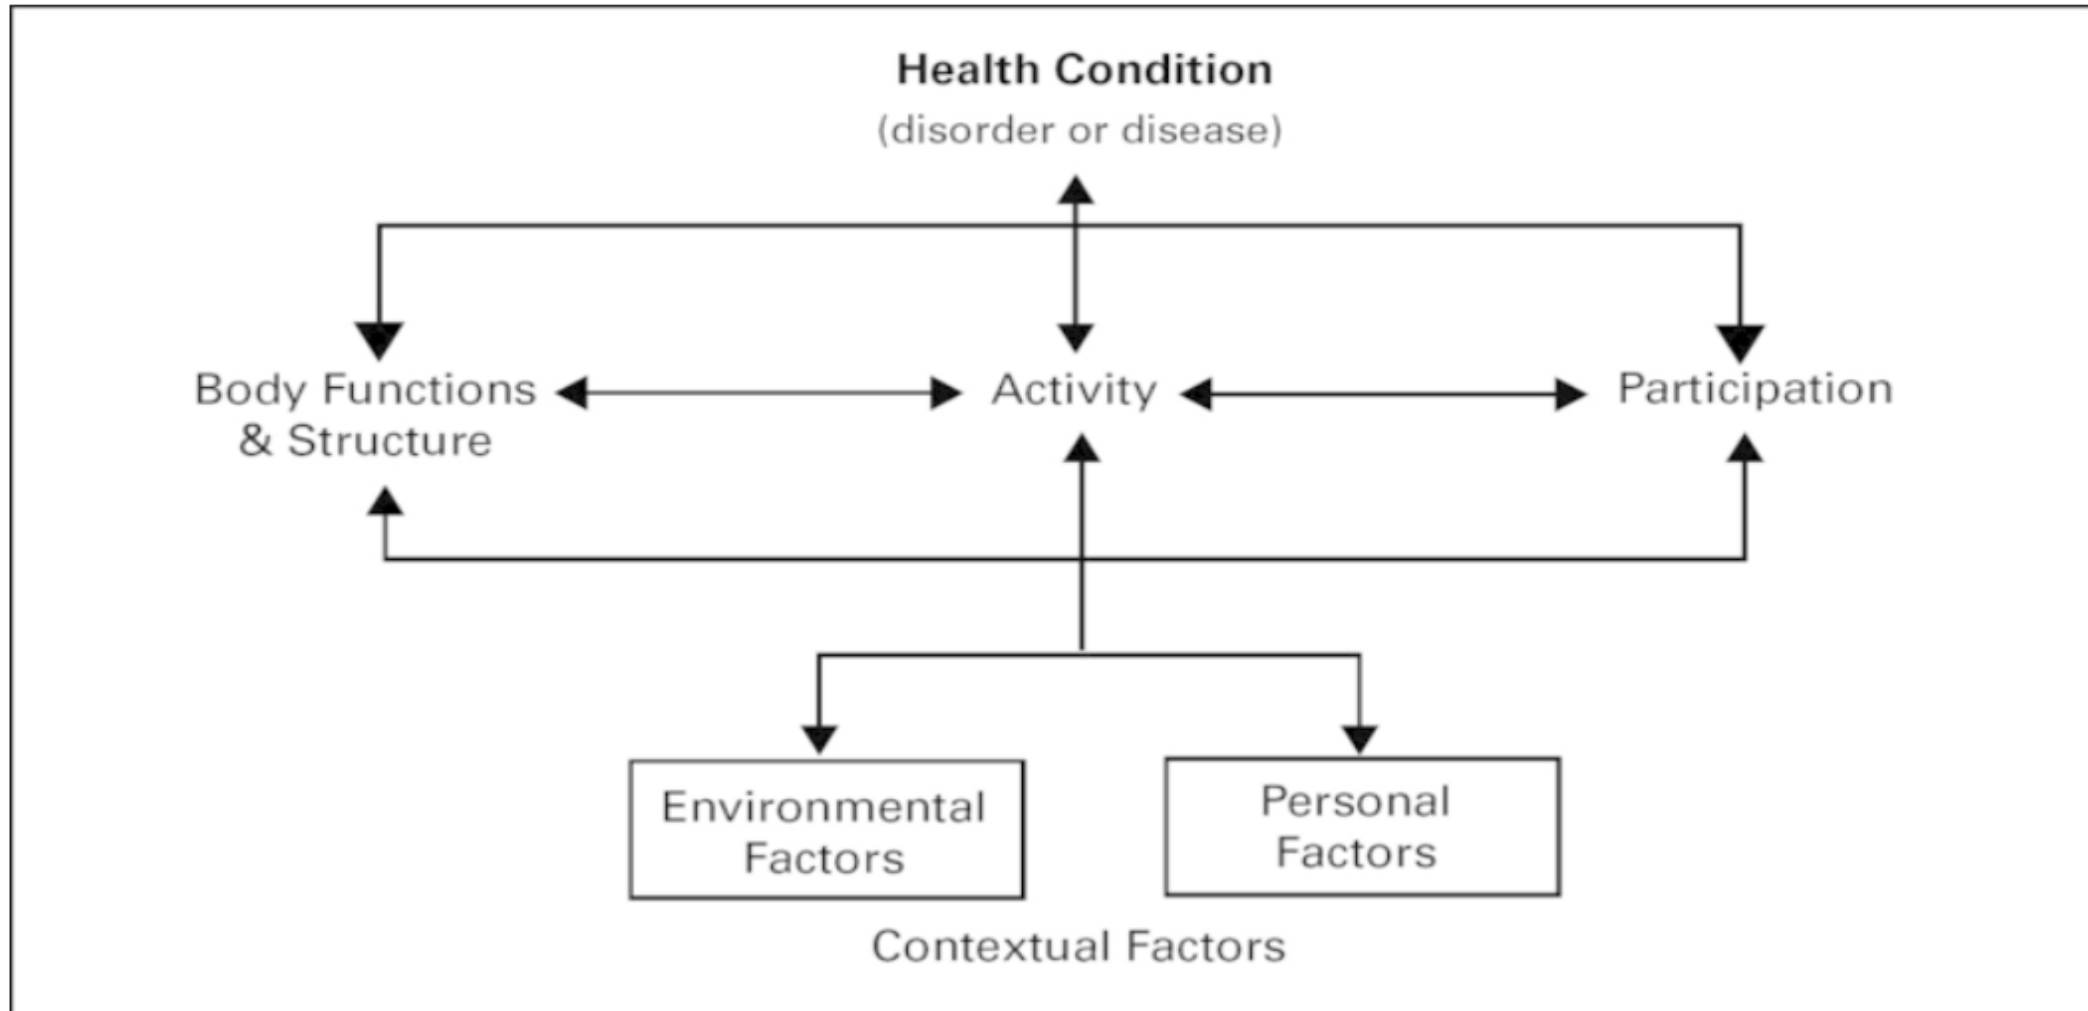 Health Condition
(disorder or disease)
Body Functions
& Structure
Activity
Participation
Environmental
Factors
Personal
Factors
Contextual Factors